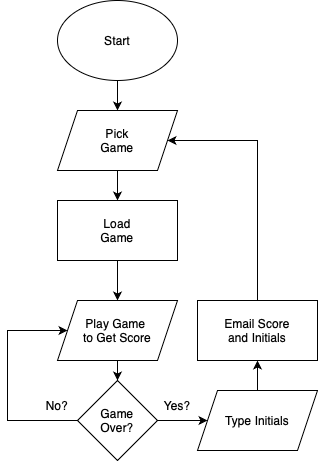 Start
Pick
Game
Load
Game
Play Game
to Get Score
Email Score
and Initials
No?
Game
Over?
Yes?
Type Initials